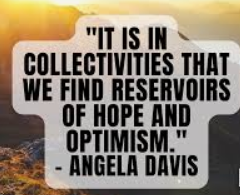 "IT IS IN
COLLECTIVITIES THAT
WE FIND RESERVOIRS
OF HOPE AND
OPTIMISM."
- ANGELA DAVIS